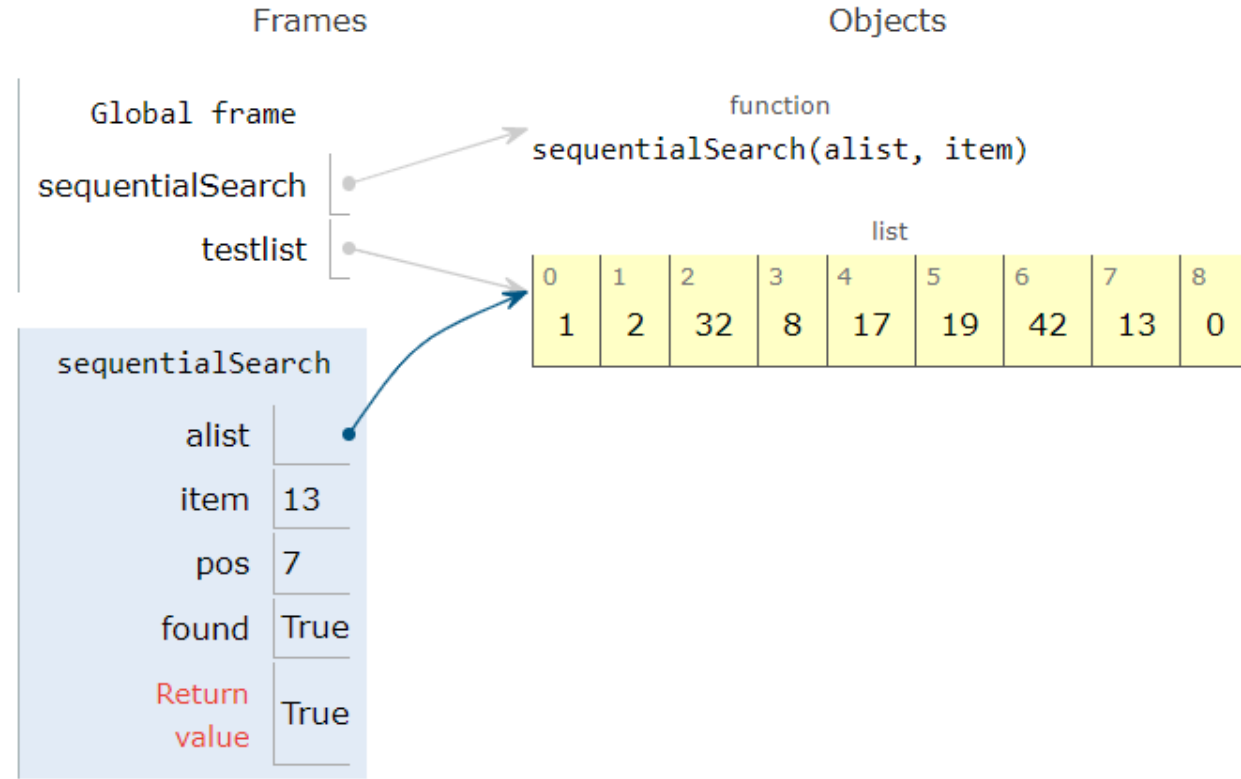 Frames
Objects
Global frame
sequentialSearch
testlist
function
sequentialSearch(alist, item)
list
0 1 2 3 4 5 6 7 8
1 2 32 8 17 19 42 13 0
sequentialSearch
alist
item 13
pos 7
found True
Return
value True